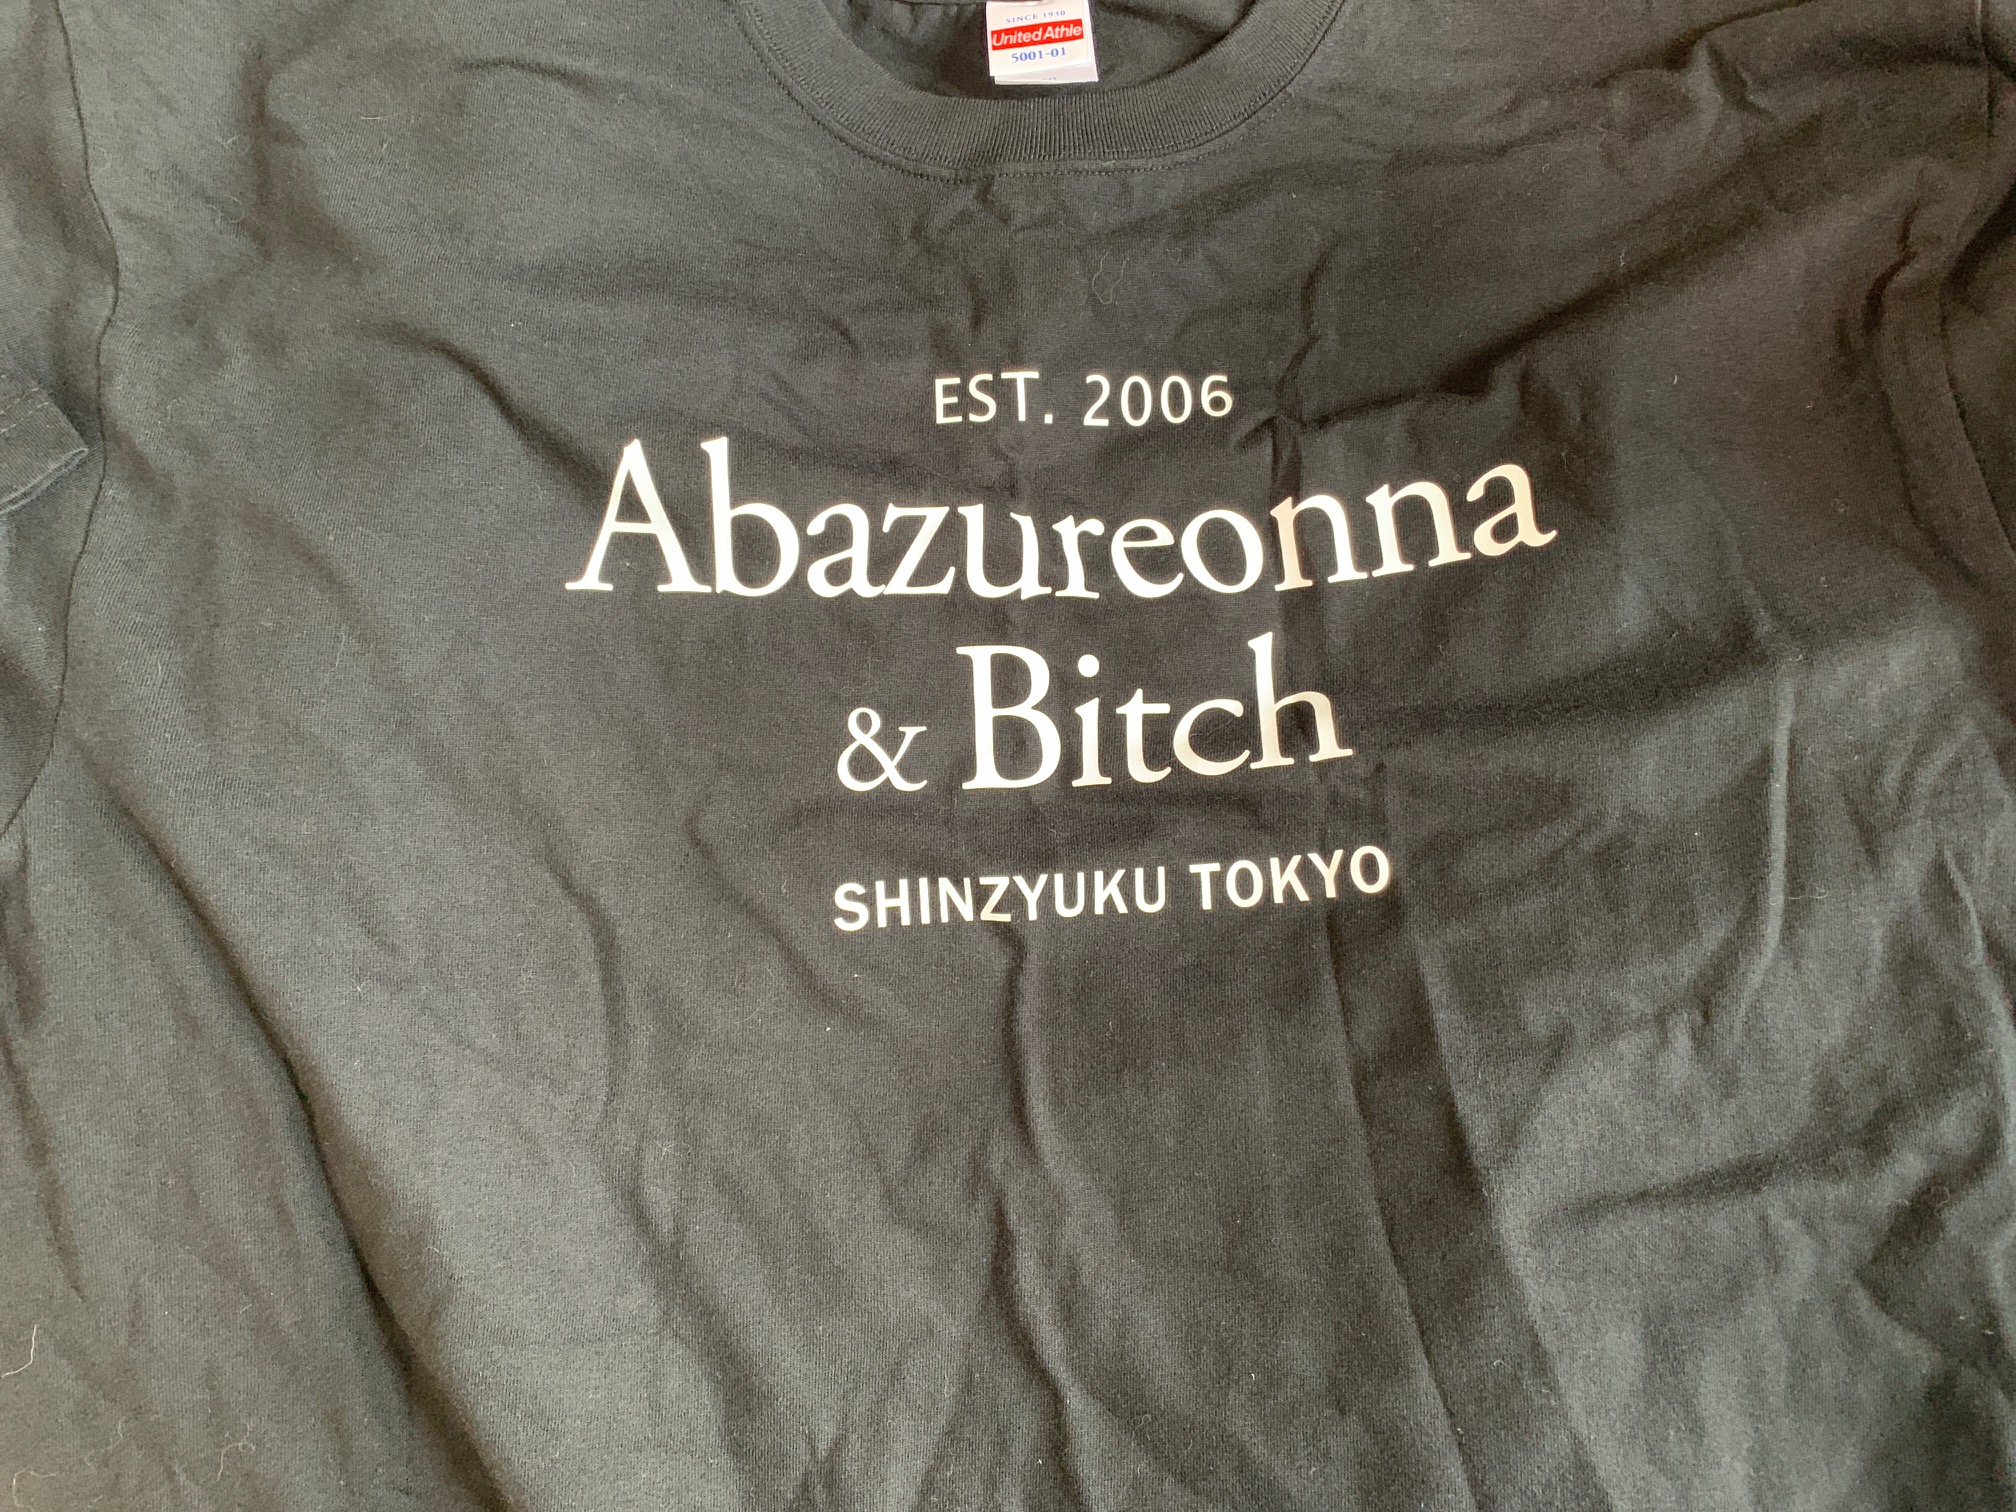 SINCE 1930
United Athle
5001-01
EST. 2006
Abazureonna
& Bitch
SHINZYUKU TOKYO